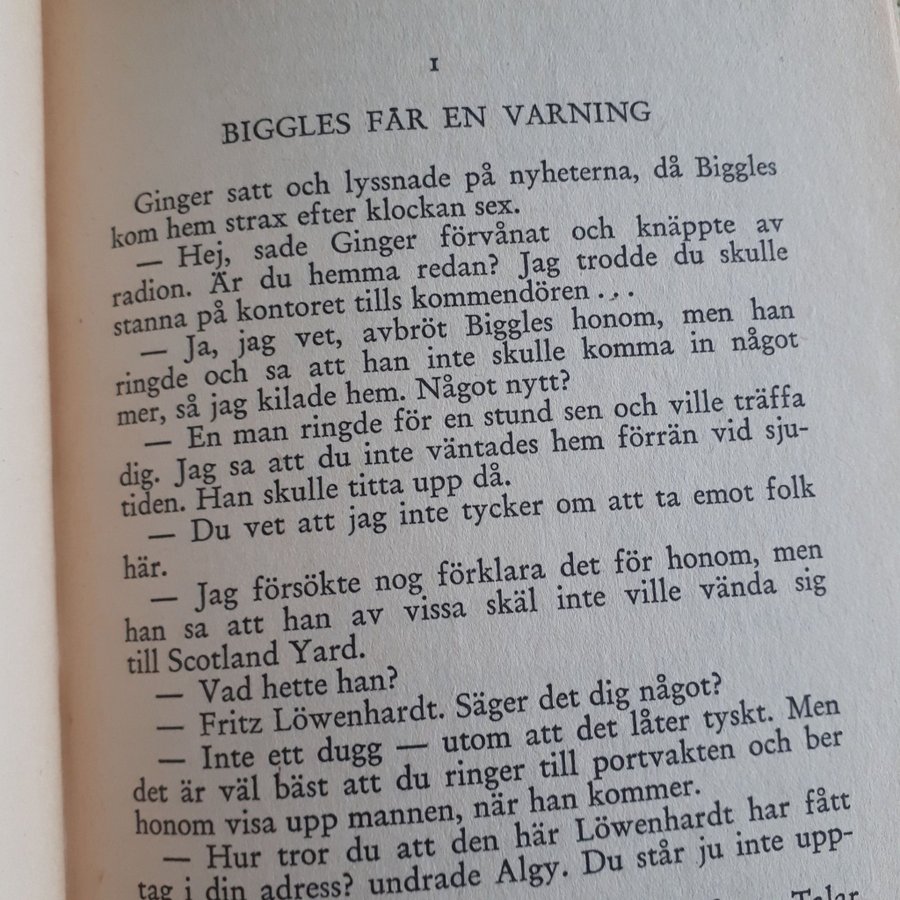 1
BIGGLES FÅR EN VARNING
Ginger satt och lyssnade på nyheterna, då Biggles
kom hem strax efter klockan sex.
— Hej, sade Ginger förvånat och knäppte av
radion. Är du hemma redan? Jag trodde du skulle
stanna på kontoret tills kommendören . . .
— Ja, jag vet, avbröt Biggles honom, men han
ringde och sa att han inte skulle komma in något
mer, så jag kilade hem. Något nytt?
— En man ringde för en stund sen och ville träffa
dig. Jag sa att du inte väntades hem förrän vid sju-
tiden. Han skulle titta upp då.
— Du vet att jag inte tycker om att ta emot folk
här.
— Jag försökte nog förklara det för honom, men
han sa att han av vissa skäl inte ville vända sig
till Scotland Yard.
— Vad hette han?
— Fritz Löwenhardt. Säger det dig något?
— Inte ett dugg — utom att det låter tyskt. Men
det är väl bäst att du ringer till portvakten och ber
honom visa upp mannen, när han kommer.
— Hur tror du att den här Löwenhardt har fått
tag i din adress? undrade Algy. Du står ju inte upp-